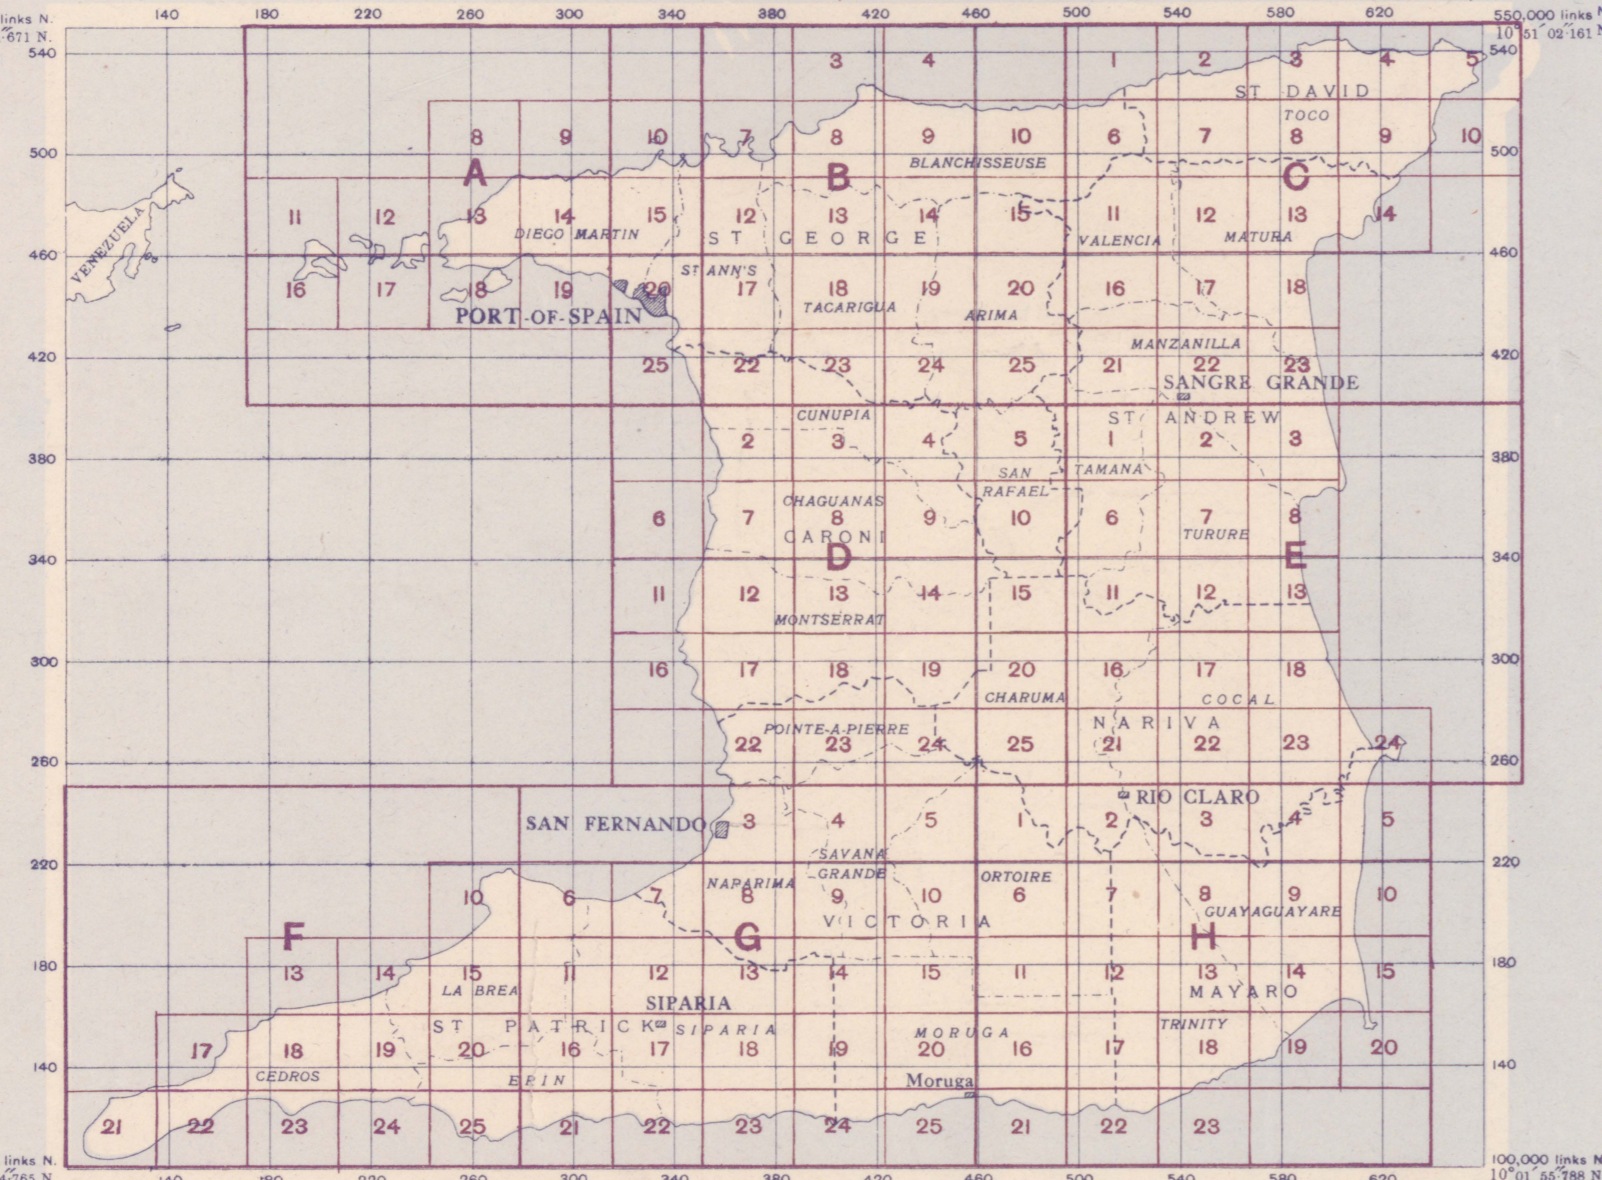 links N. 140 180 220 260 300 340 380 420 460 500 540 580 620 550,000 links N.
671 N. 10° 51′ 02″·161 N.
540 3 4 1 2 3 4 5 540
ST DAVID
TOCO
8 9 10 7 8 9 10 6 7 8 9 10
500 BLANCHISSEUSE 500
A B C
11 12 13 14 15 12 13 14 15 11 12 13 14
DIEGO MARTIN ST GEORGE VALENCIA MATURA
VENEZUELA
460 460
ST ANN'S
16 17 18 19 20 17 18 19 20 16 17 18
TACARIGUA ARIMA
PORT-OF-SPAIN
MANZANILLA
420 420
25 22 23 24 25 21 22 23
SANGRE GRANDE
CUNUPIA ST ANDREW
2 3 4 5 1 2 3
380 380
SAN TAMANA
RAFAEL
CHAGUANAS
6 7 8 9 10 6 7 8
CARONI TURURE
340 D E 340
11 12 13 14 15 11 12 13
MONTSERRAT
300 300
16 17 18 19 20 16 17 18
CHARUMA COCAL
NARIVA
POINTE-A-PIERRE
22 23 24 25 21 22 23 24
260 260
RIO CLARO
SAN FERNANDO 3 4 5 1 2 3 4 5
SAVANA
220 220
GRANDE ORTOIRE
NAPARIMA
10 6 7 8 9 10 6 7 8 9 10
GUAYAGUAYARE
VICTORIA
F G H
180 180
13 14 15 11 12 13 14 15 11 12 13 14 15
LA BREA MAYARO
SIPARIA
ST PATRICK SIPARIA MORUGA TRINITY
17 18 19 20 16 17 18 19 20 16 17 18 19 20
140 140
CEDROS ERIN Moruga
21 22 23 24 25 21 22 23 24 25 21 22 23
links N. 100,000 links N.
765 N. 140 180 220 260 300 340 380 420 460 500 540 580 620 10° 01′ 55″·788 N.